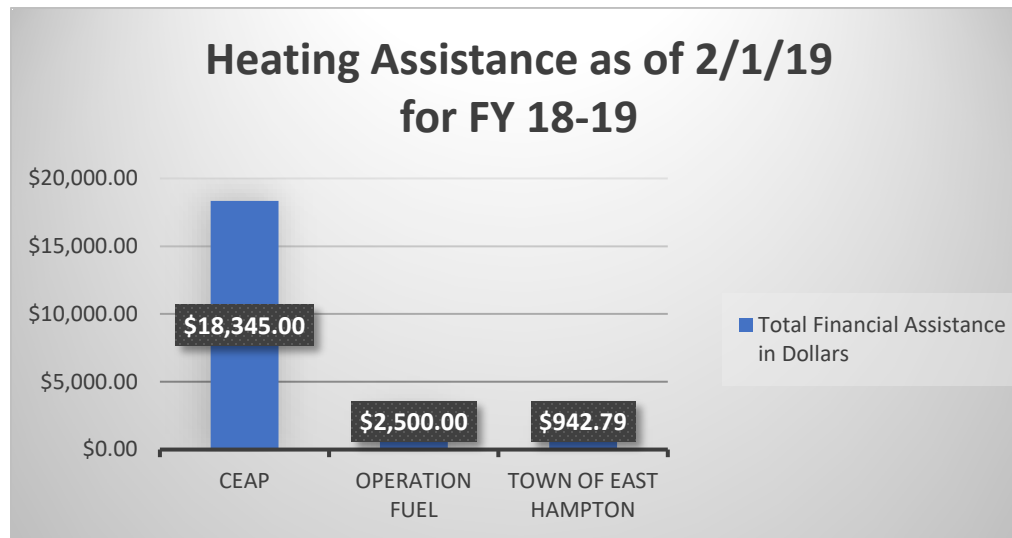 Heating Assistance as of 2/1/19
for FY 18-19
$20,000.00
$15,000.00
$10,000.00
$5,000.00
$0.00
$18,345.00
$2,500.00
$942.79
CEAP
OPERATION
FUEL
TOWN OF EAST
HAMPTON
Total Financial Assistance
in Dollars